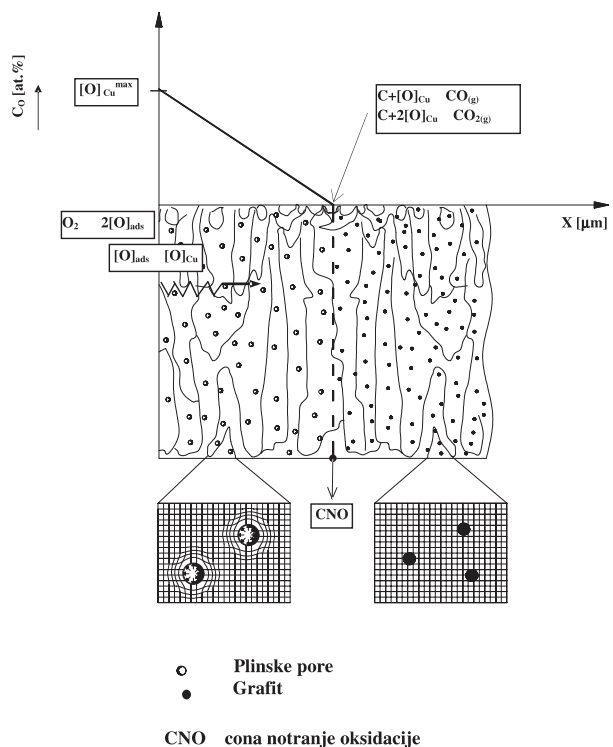 C_O [at.%]
[O]_Cu^max
C+[O]_Cu CO_(g)
C+2[O]_Cu CO_2(g)
X [μm]
O_2 2[O]_ads
[O]_ads [O]_Cu
CNO
Plinske pore
Grafit
CNO cona notranje oksidacije